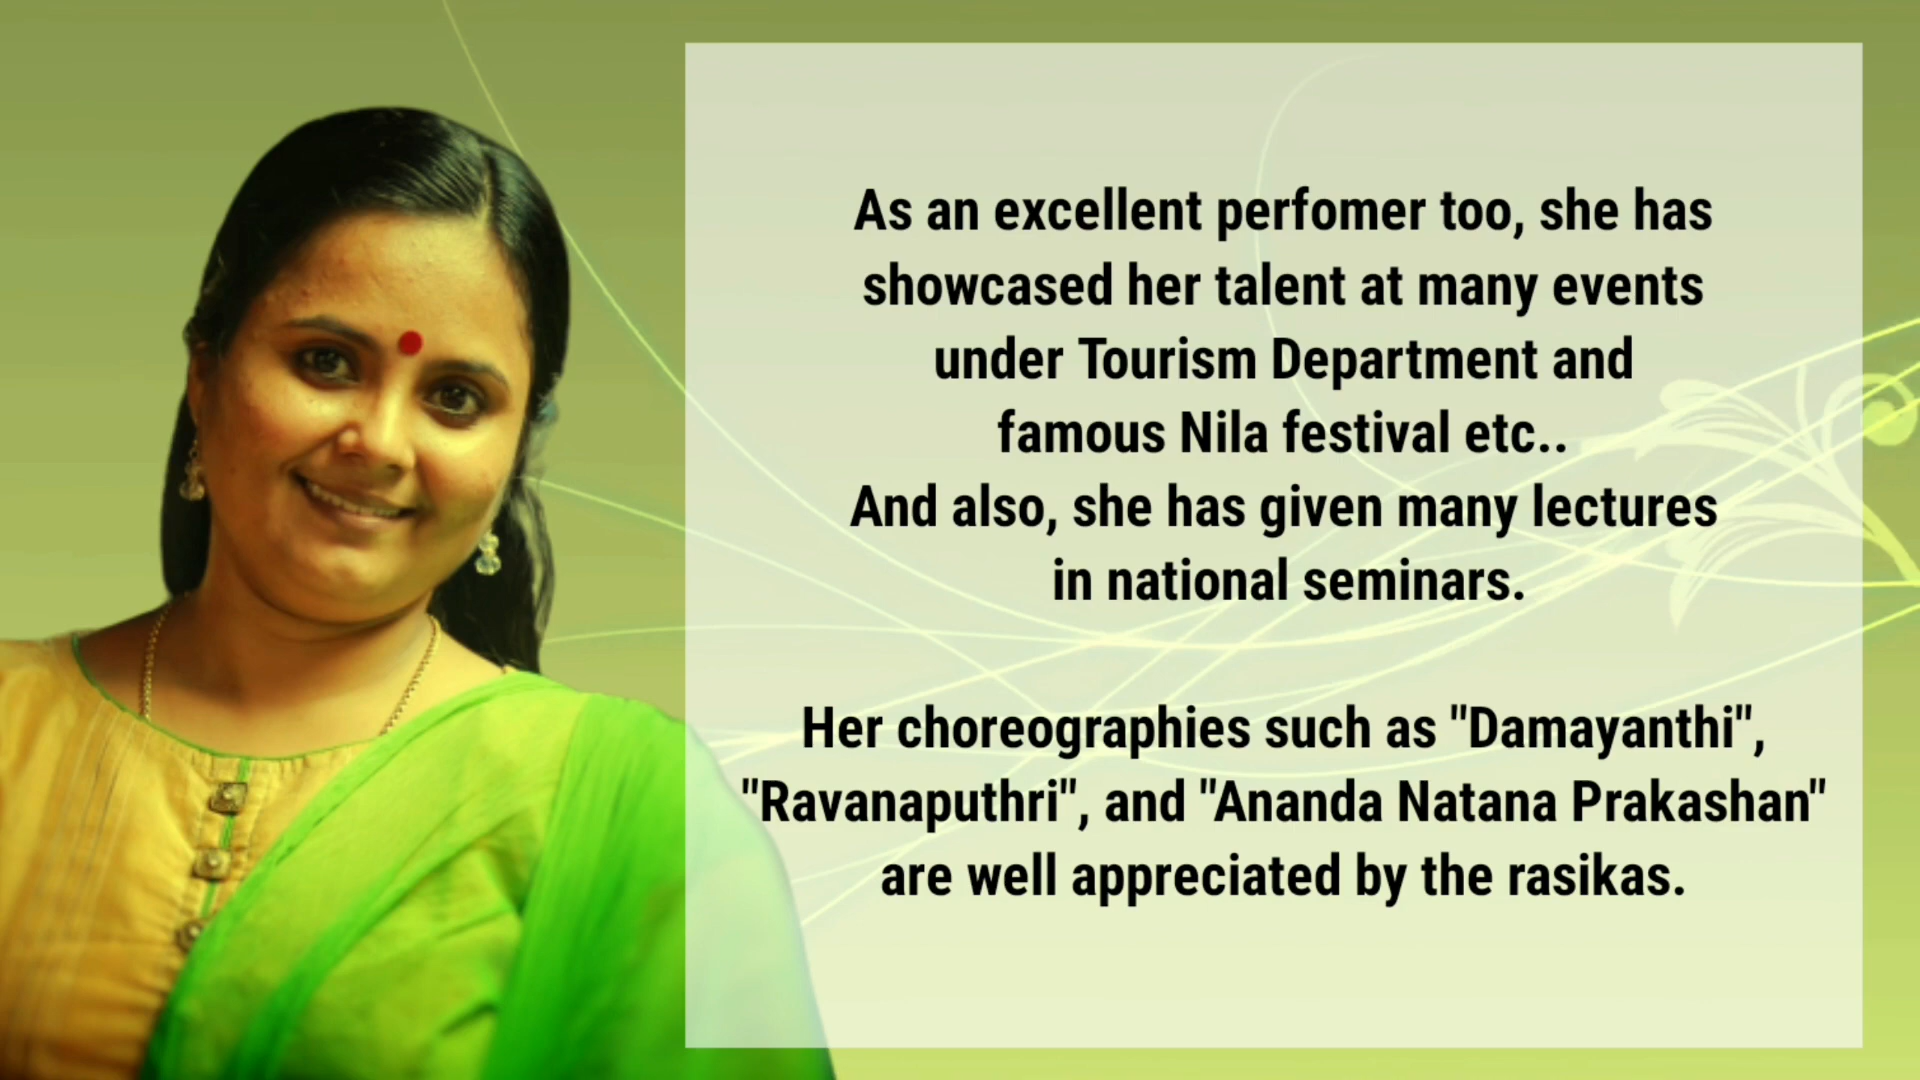 As an excellent perfomer too, she has
showcased her talent at many events
under Tourism Department and
famous Nila festival etc..
And also, she has given many lectures
in national seminars.
Her choreographies such as "Damayanthi",
"Ravanaputhri", and "Ananda Natana Prakashan"
are well appreciated by the rasikas.